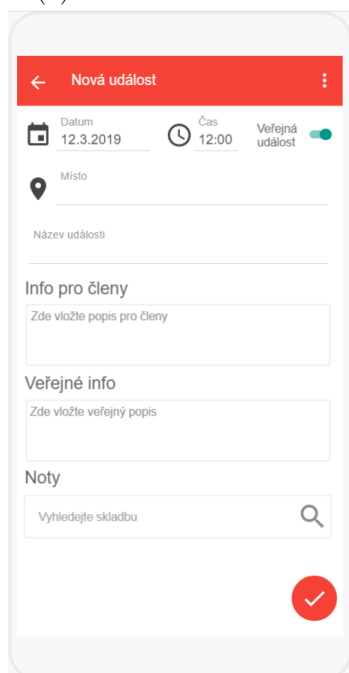 Nová událost
Datum
12.3.2019
Čas
12:00
Veřejná
událost
Místo
Název události
Info pro členy
Zde vložte popis pro členy
Veřejné info
Zde vložte veřejný popis
Noty
Vyhledejte skladbu